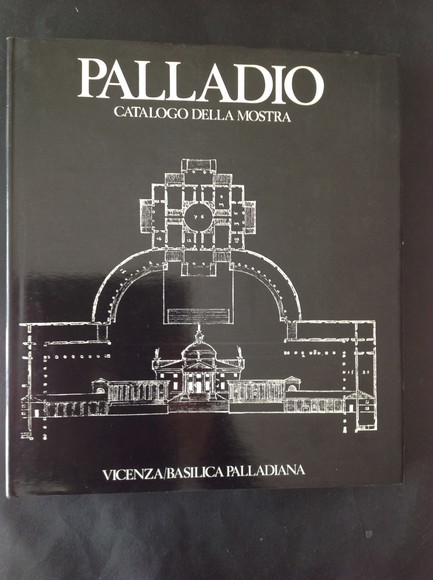 PALLADIO
CATALOGO DELLA MOSTRA
VICENZA/BASILICA PALLADIANA